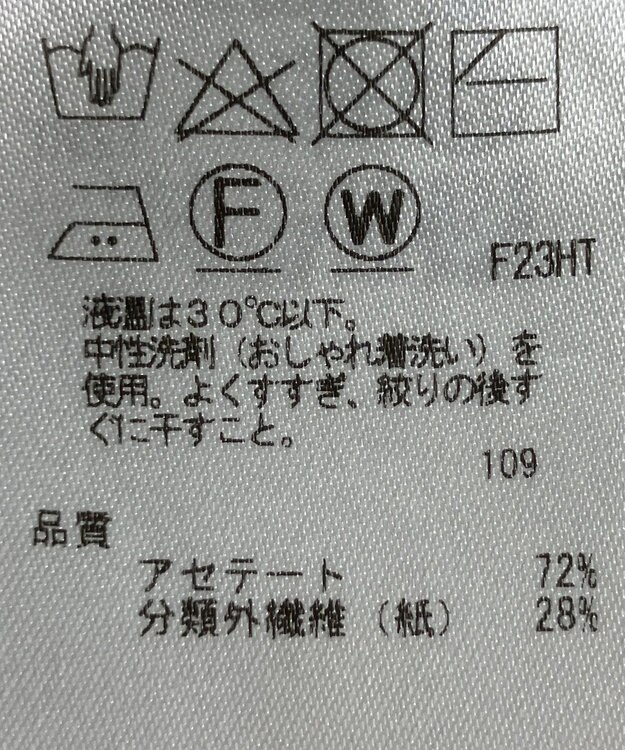 F W
F23HT
液温は30℃以下。
中性洗剤（おしゃれ着洗い）を
使用。よくすすぎ、絞りの後す
ぐに干すこと。
109
品質
アセテート 72%
分類外繊維（紙） 28%